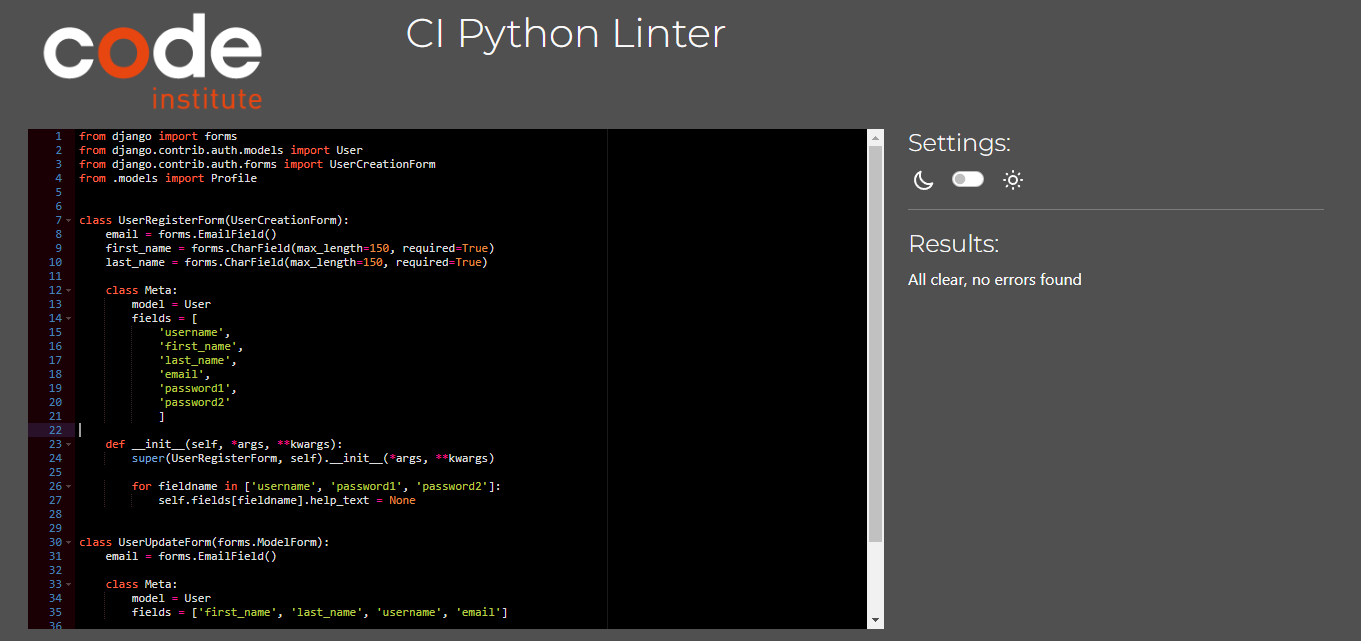 code
institute
CI Python Linter
1 from django import forms
2 from django.contrib.auth.models import User
3 from django.contrib.auth.forms import UserCreationForm
4 from .models import Profile
5
6
7 class UserRegisterForm(UserCreationForm):
8     email = forms.EmailField()
9     first_name = forms.CharField(max_length=150, required=True)
10     last_name = forms.CharField(max_length=150, required=True)
11
12     class Meta:
13         model = User
14         fields = [
15             'username',
16             'first_name',
17             'last_name',
18             'email',
19             'password1',
20             'password2'
21             ]
22
23     def __init__(self, *args, **kwargs):
24         super(UserRegisterForm, self).__init__(*args, **kwargs)
25
26         for fieldname in ['username', 'password1', 'password2']:
27             self.fields[fieldname].help_text = None
28
29
30 class UserUpdateForm(forms.ModelForm):
31     email = forms.EmailField()
32
33     class Meta:
34         model = User
35         fields = ['first_name', 'last_name', 'username', 'email']
36
Settings:
Results:
All clear, no errors found